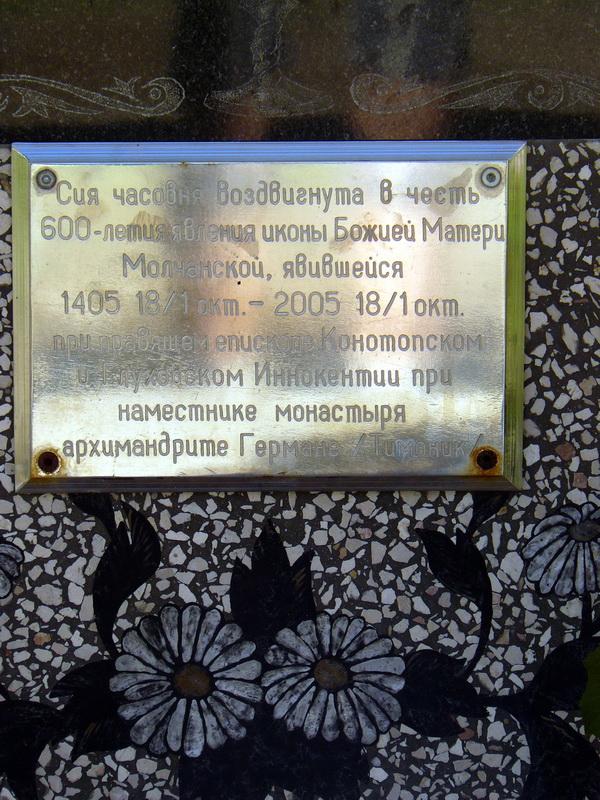 Сия часовня воздвигнута в честь
600-летия явления иконы Божией Матери
Молчанской, явившейся
1405 18/1 окт. - 2005 18/1 окт.
при правящем епископе Конотопском
и Глуховском Иннокентии при
наместнике монастыря
архимандрите Германе /Тимоник/